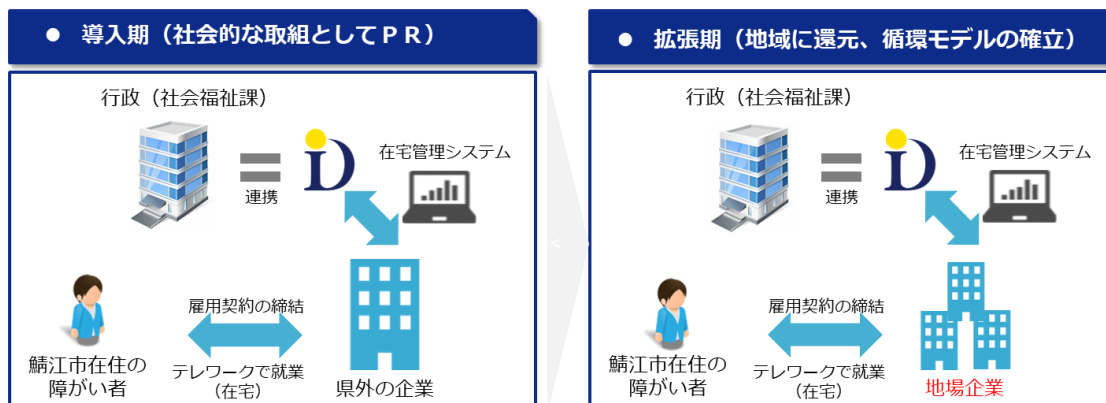 ● 導入期（社会的な取組としてＰＲ）
行政（社会福祉課）
連携
iD
在宅管理システム
雇用契約の締結
テレワークで就業
（在宅）
鯖江市在住の
障がい者
県外の企業
<
● 拡張期（地域に還元、循環モデルの確立）
行政（社会福祉課）
連携
iD
在宅管理システム
雇用契約の締結
テレワークで就業
（在宅）
鯖江市在住の
障がい者
地場企業